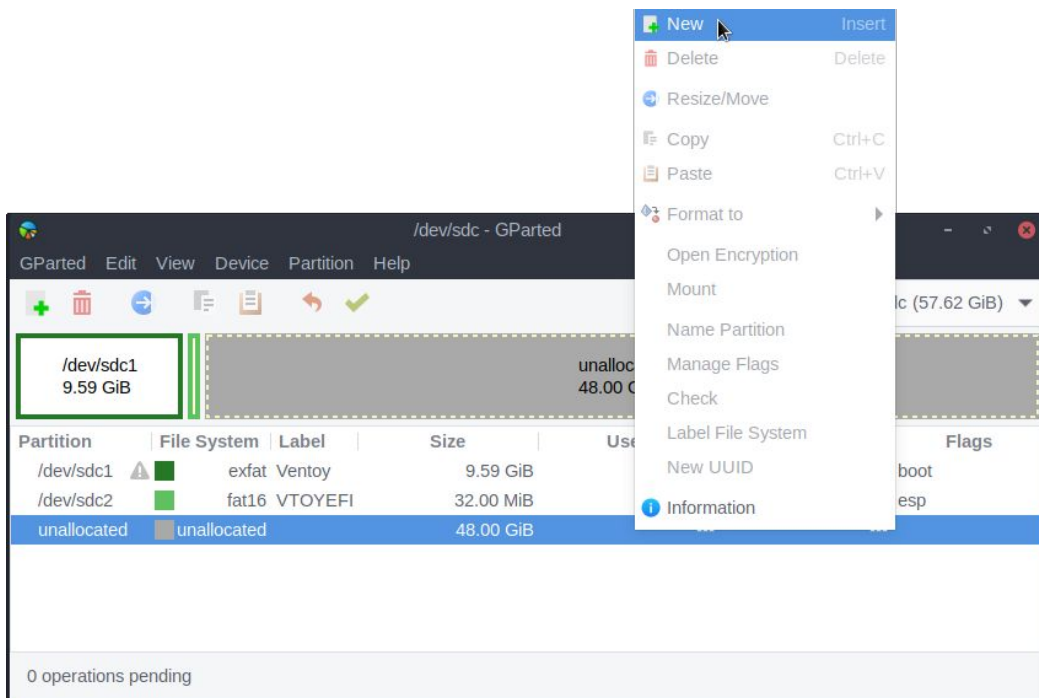 New Insert
Delete Delete
Resize/Move
Copy Ctrl+C
Paste Ctrl+V
Format to
Open Encryption
Mount
Name Partition
Manage Flags
Check
Label File System
New UUID
Information
/dev/sdc - GParted
GParted Edit View Device Partition Help
(57.62 GiB)
/dev/sdc1
9.59 GiB
unalloc
48.00
Partition File System Label Size Use Flags
/dev/sdc1 exfat Ventoy 9.59 GiB boot
/dev/sdc2 fat16 VTOYEFI 32.00 MiB esp
unallocated unallocated 48.00 GiB
0 operations pending